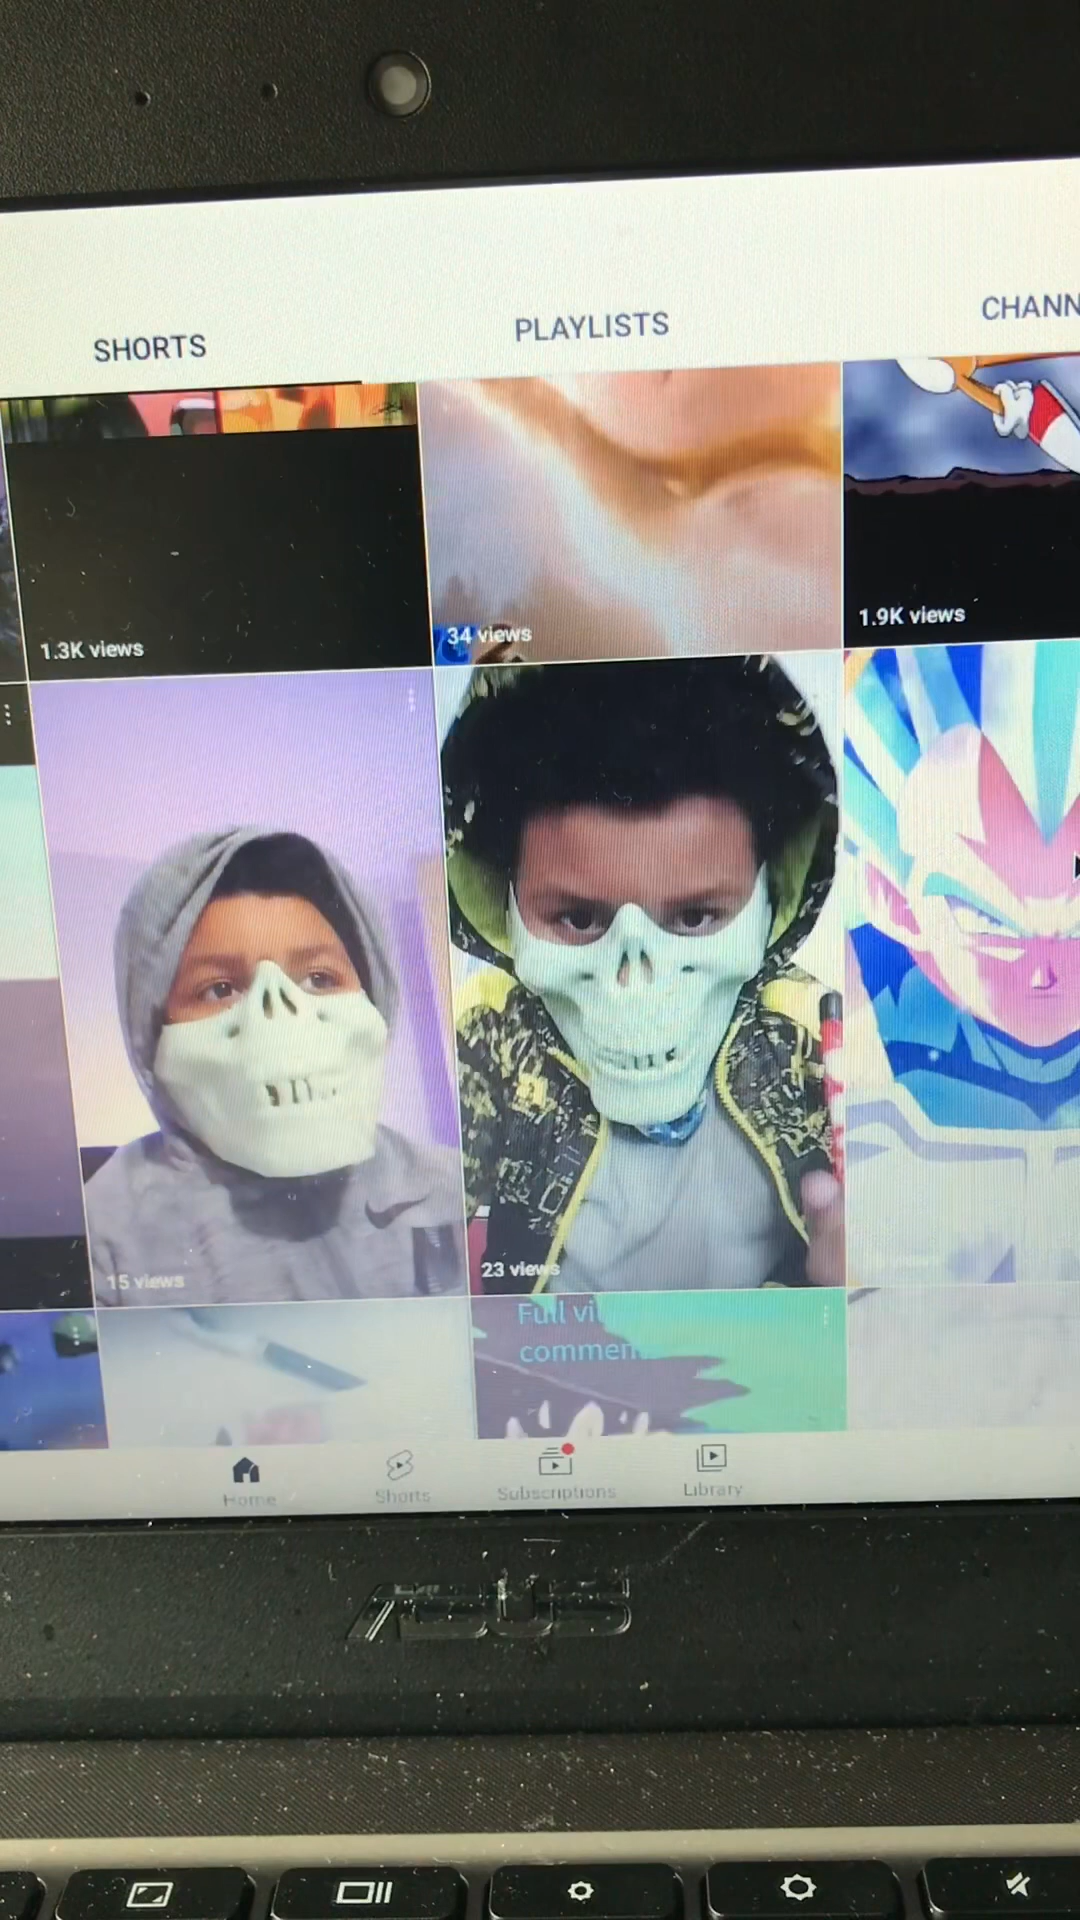 SHORTS
PLAYLISTS
CHANN
1.3K views
34 views
1.9K views
15 views
23 views
Full vi
commen
Home
Shorts
Subscriptions
Library
ASUS